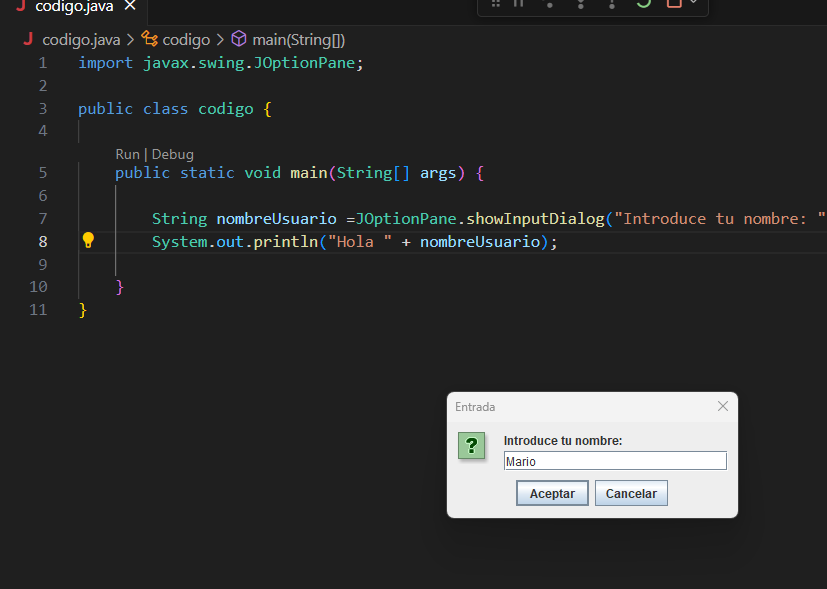 J codigo.java ×
J codigo.java > codigo > main(String[])
1 import javax.swing.JOptionPane;
2
3 public class codigo {
4
Run | Debug
5 public static void main(String[] args) {
6
7 String nombreUsuario =JOptionPane.showInputDialog("Introduce tu nombre: "
8 System.out.println("Hola " + nombreUsuario);
9
10 }
11 }
Entrada
? Introduce tu nombre:
Mario
Aceptar Cancelar